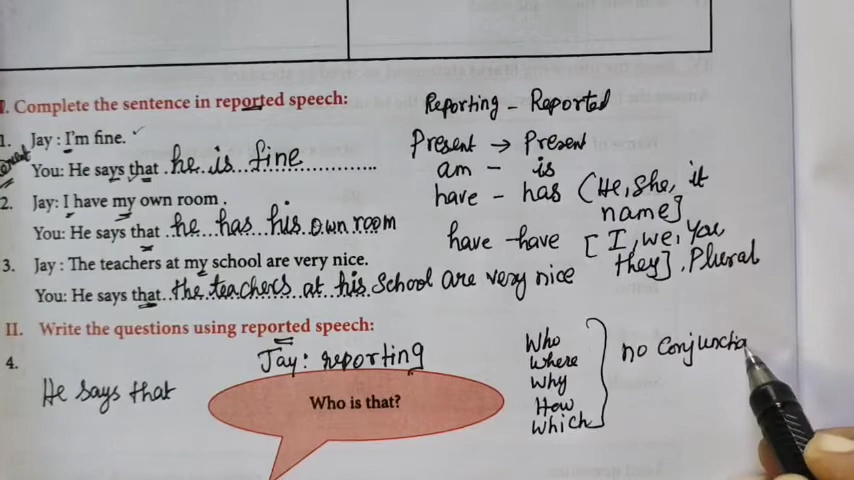 I. Complete the sentence in reported speech:
Reporting - Reported
1. Jay : I'm fine.
Present → Present
You: He says that he is fine
am - is
2. Jay: I have my own room .
have - has (He, She, it
name]
You: He says that he has his own room
have - have [I, we, You
they], Plural
3. Jay : The teachers at my school are very nice.
You: He says that the teachers at his school are very nice
II. Write the questions using reported speech:
4.
Jay: reporting
He says that
Who is that?
Who
Where
Why
How
Which
no Conjunctio